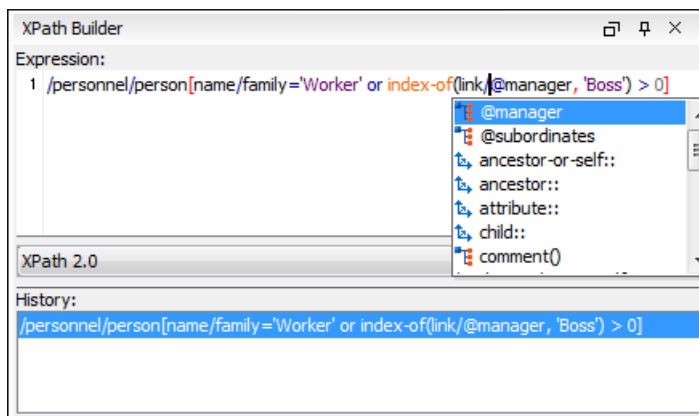 XPath Builder
Expression:
1 /personnel/person[name/family='Worker' or index-of(link/@manager, 'Boss') > 0]
@manager
@subordinates
ancestor-or-self::
ancestor::
attribute::
child::
comment()
XPath 2.0
History:
/personnel/person[name/family='Worker' or index-of(link/@manager, 'Boss') > 0]